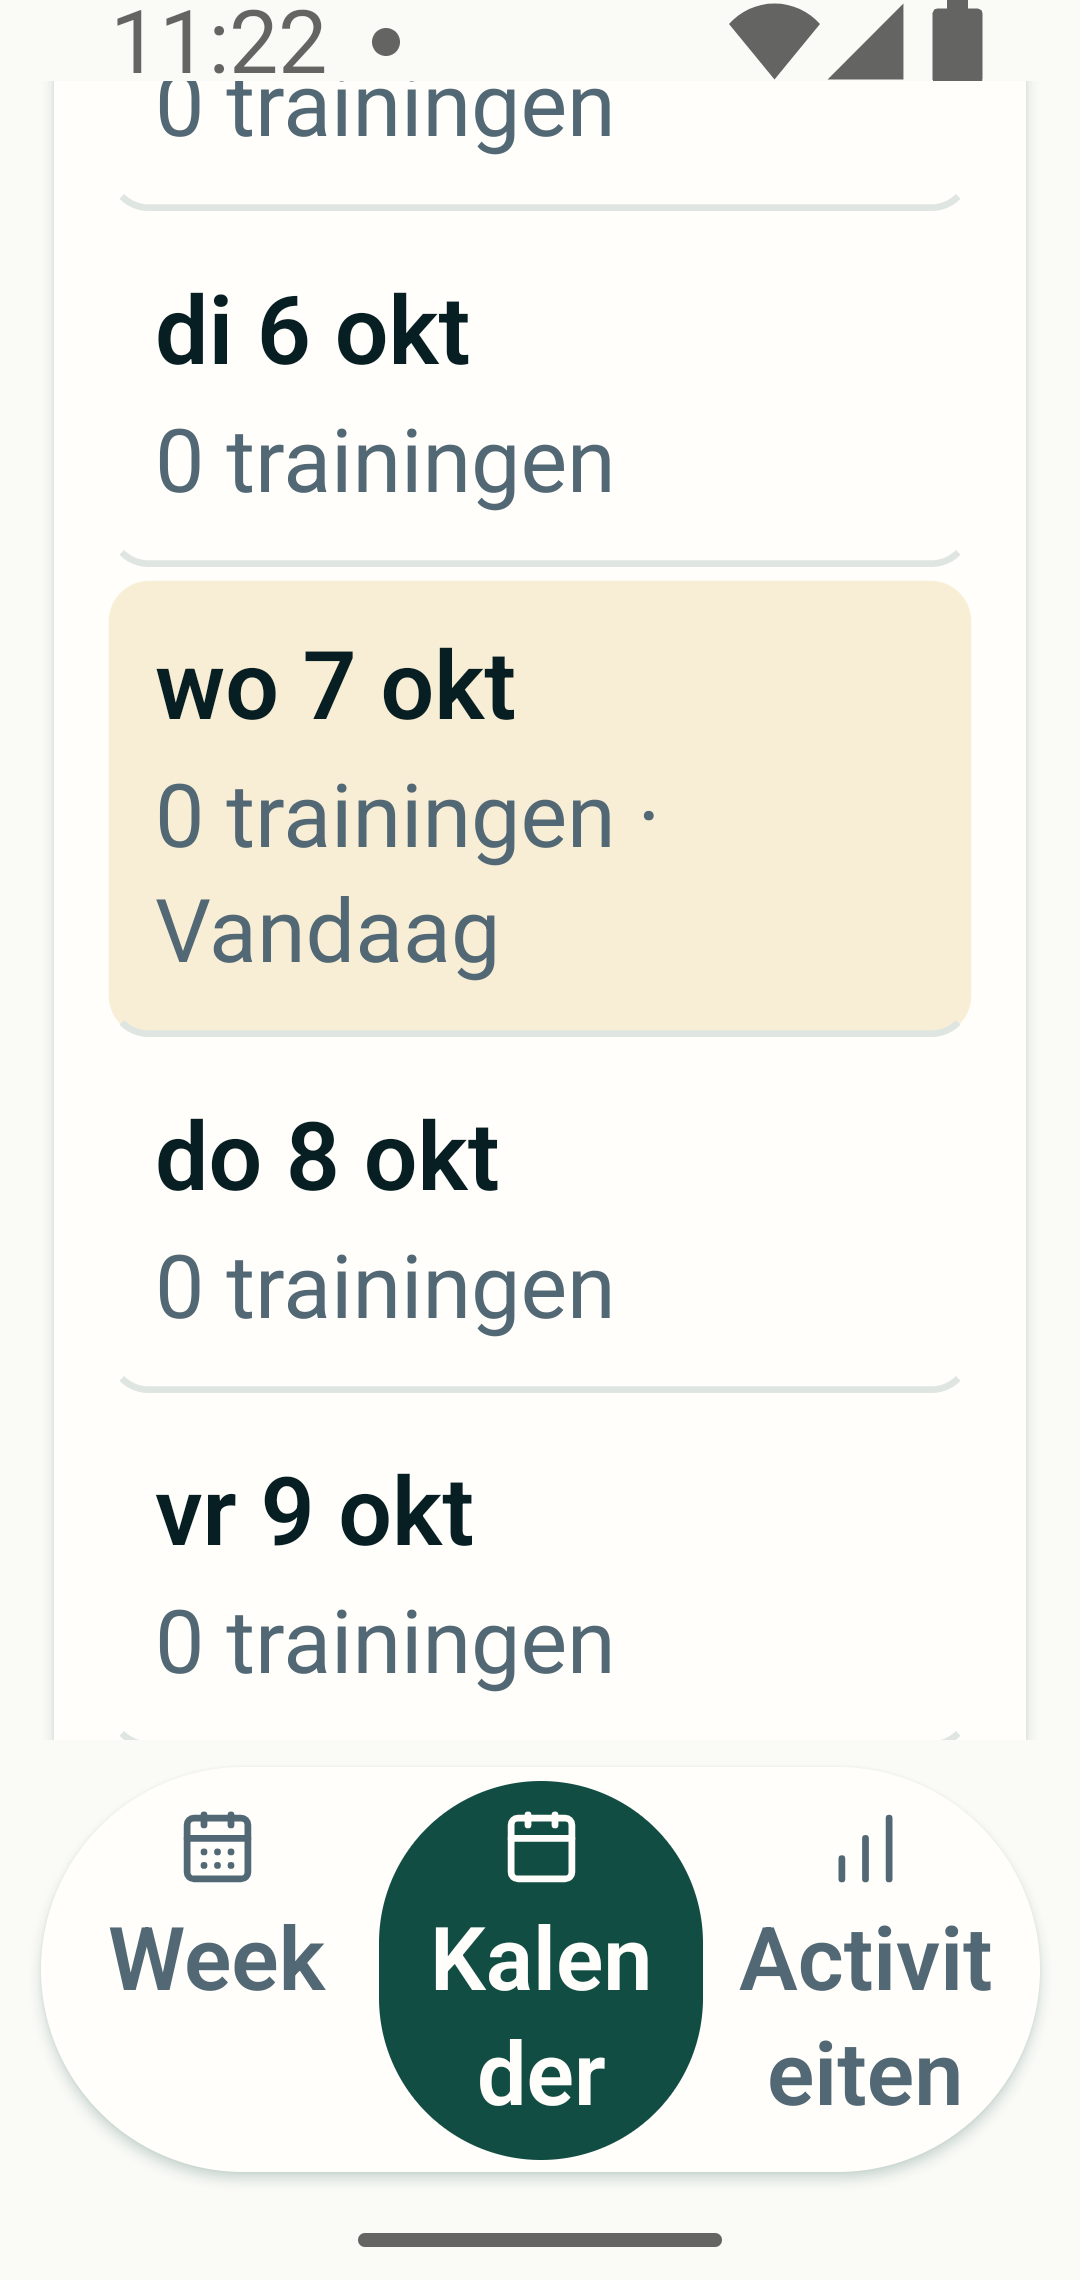 11:22
0 trainingen
di 6 okt
0 trainingen
wo 7 okt
0 trainingen ·
Vandaag
do 8 okt
0 trainingen
vr 9 okt
0 trainingen
Week
Kalen
der
Activit
eiten